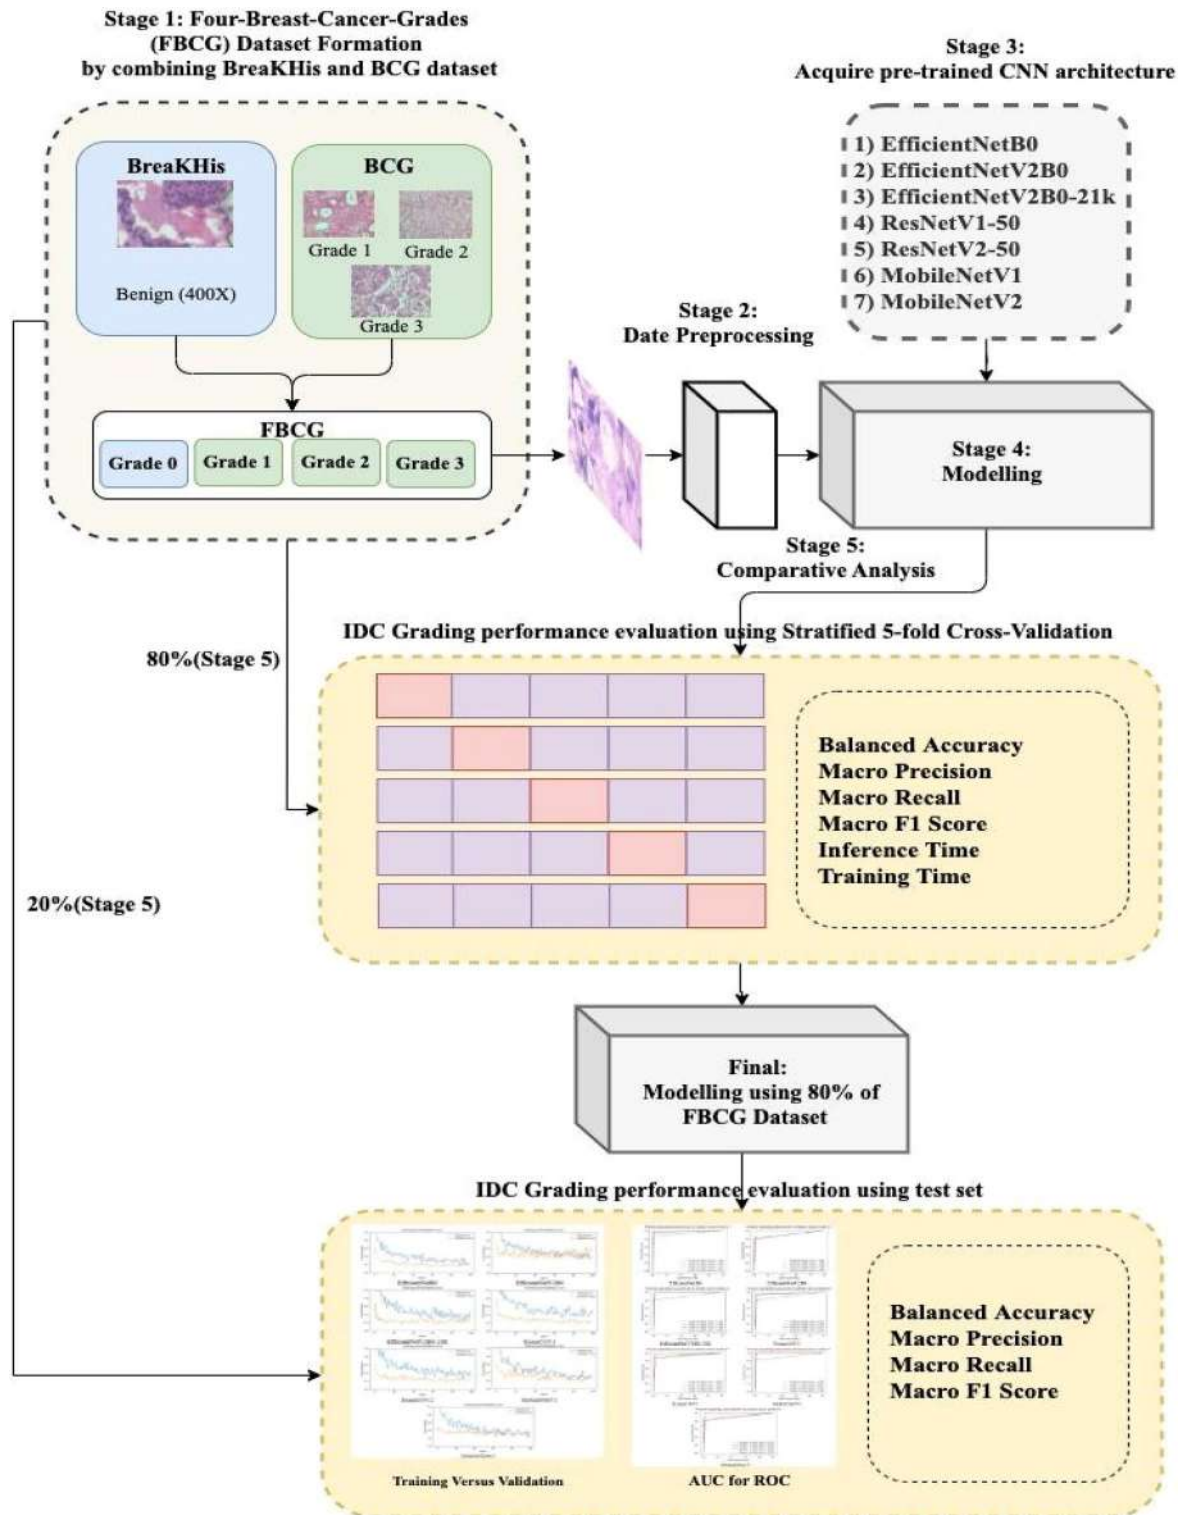 Stage 1: Four-Breast-Cancer-Grades
(FBCG) Dataset Formation
by combining BreaKHis and BCG dataset
BreaKHis
Benign (400X)
BCG
Grade 1
Grade 2
Grade 3
FBCG
Grade 0
Grade 1
Grade 2
Grade 3
Stage 2:
Date Preprocessing
Stage 3:
Acquire pre-trained CNN architecture
1) EfficientNetB0
2) EfficientNetV2B0
3) EfficientNetV2B0-21k
4) ResNetV1-50
5) ResNetV2-50
6) MobileNetV1
7) MobileNetV2
Stage 4:
Modelling
Stage 5:
Comparative Analysis
IDC Grading performance evaluation using Stratified 5-fold Cross-Validation
80%(Stage 5)
Balanced Accuracy
Macro Precision
Macro Recall
Macro F1 Score
Inference Time
Training Time
20%(Stage 5)
Final:
Modelling using 80% of
FBCG Dataset
IDC Grading performance evaluation using test set
Training Versus Validation
AUC for ROC
Balanced Accuracy
Macro Precision
Macro Recall
Macro F1 Score